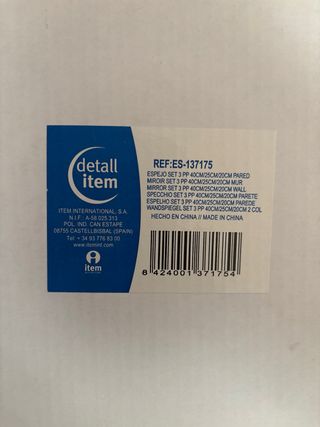 detall
item
ITEM INTERNATIONAL, S.A.
N.I.F. : A-58.025.313
POL. IND. CAN ESTAPE
08755 CASTELLBISBAL (SPAIN)
Tel: + 34 93 776 83 00
www.itemint.com
item
REF:ES-137175
ESPEJO SET 3 PP 40CM/25CM/20CM PARED
MIROIR SET 3 PP 40CM/25CM/20CM MUR
MIRROR SET 3 PP 40CM/25CM/20CM WALL
SPECCHIO SET 3 PP 40CM/25CM/20CM PARETE
ESPELHO SET 3 PP 40CM/25CM/20CM PAREDE
WANDSPIEGEL SET 3 PP 40CM/25CM/20CM 2 COL
HECHO EN CHINA // MADE IN CHINA
8 424001 371754